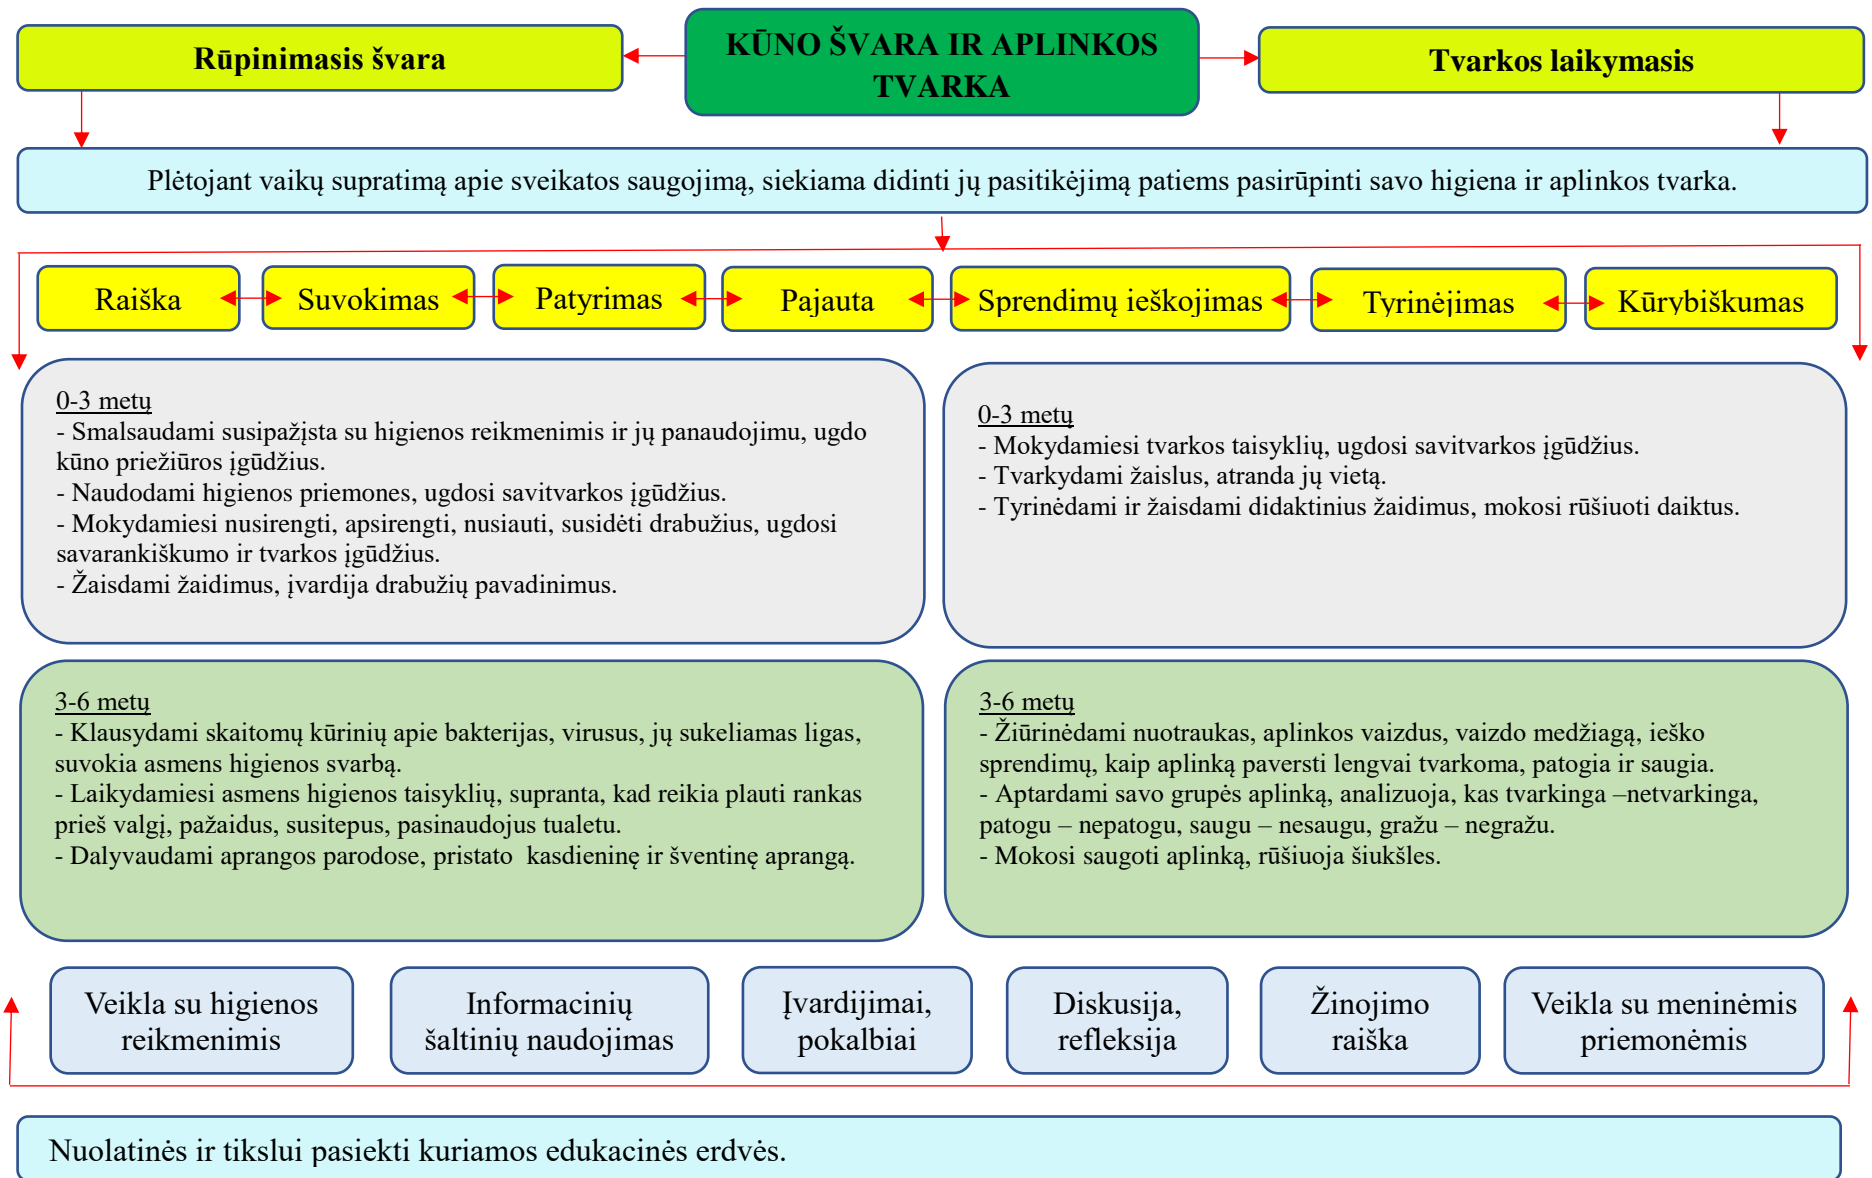 KŪNO ŠVARA IR APLINKOS
TVARKA
Rūpinimasis švara
Tvarkos laikymasis
Plėtojant vaikų supratimą apie sveikatos saugojimą, siekiama didinti jų pasitikėjimą patiems pasirūpinti savo higiena ir aplinkos tvarka.
Raiška
Suvokimas
Patyrimas
Pajauta
Sprendimų ieškojimas
Tyrinėjimas
Kūrybiškumas
0-3 metų
- Smalsaudami susipažįsta su higienos reikmenimis ir jų panaudojimu, ugdo
kūno priežiūros įgūdžius.
- Naudodami higienos priemones, ugdosi savitvarkos įgūdžius.
- Mokydamiesi nusirengti, apsirengti, nusiauti, susidėti drabužius, ugdosi
savarankiškumo ir tvarkos įgūdžius.
- Žaisdami žaidimus, įvardija drabužių pavadinimus.
0-3 metų
- Mokydamiesi tvarkos taisyklių, ugdosi savitvarkos įgūdžius.
- Tvarkydami žaislus, atranda jų vietą.
- Tyrinėdami ir žaisdami didaktinius žaidimus, mokosi rūšiuoti daiktus.
3-6 metų
- Klausydami skaitomų kūrinių apie bakterijas, virusus, jų sukeliamas ligas,
suvokia asmens higienos svarbą.
- Laikydamiesi asmens higienos taisyklių, supranta, kad reikia plauti rankas
prieš valgį, pažaidus, susitepus, pasinaudojus tualetu.
- Dalyvaudami aprangos parodose, pristato kasdieninę ir šventinę aprangą.
3-6 metų
- Žiūrinėdami nuotraukas, aplinkos vaizdus, vaizdo medžiagą, ieško
sprendimų, kaip aplinką paversti lengvai tvarkoma, patogia ir saugia.
- Aptardami savo grupės aplinką, analizuoja, kas tvarkinga –netvarkinga,
patogu – nepatogu, saugu – nesaugu, gražu – negražu.
- Mokosi saugoti aplinką, rūšiuoja šiukšles.
Veikla su higienos
reikmenimis
Informacinių
šaltinių naudojimas
Įvardijimai,
pokalbiai
Diskusija,
refleksija
Žinojimo
raiška
Veikla su meninėmis
priemonėmis
Nuolatinės ir tikslui pasiekti kuriamos edukacinės erdvės.